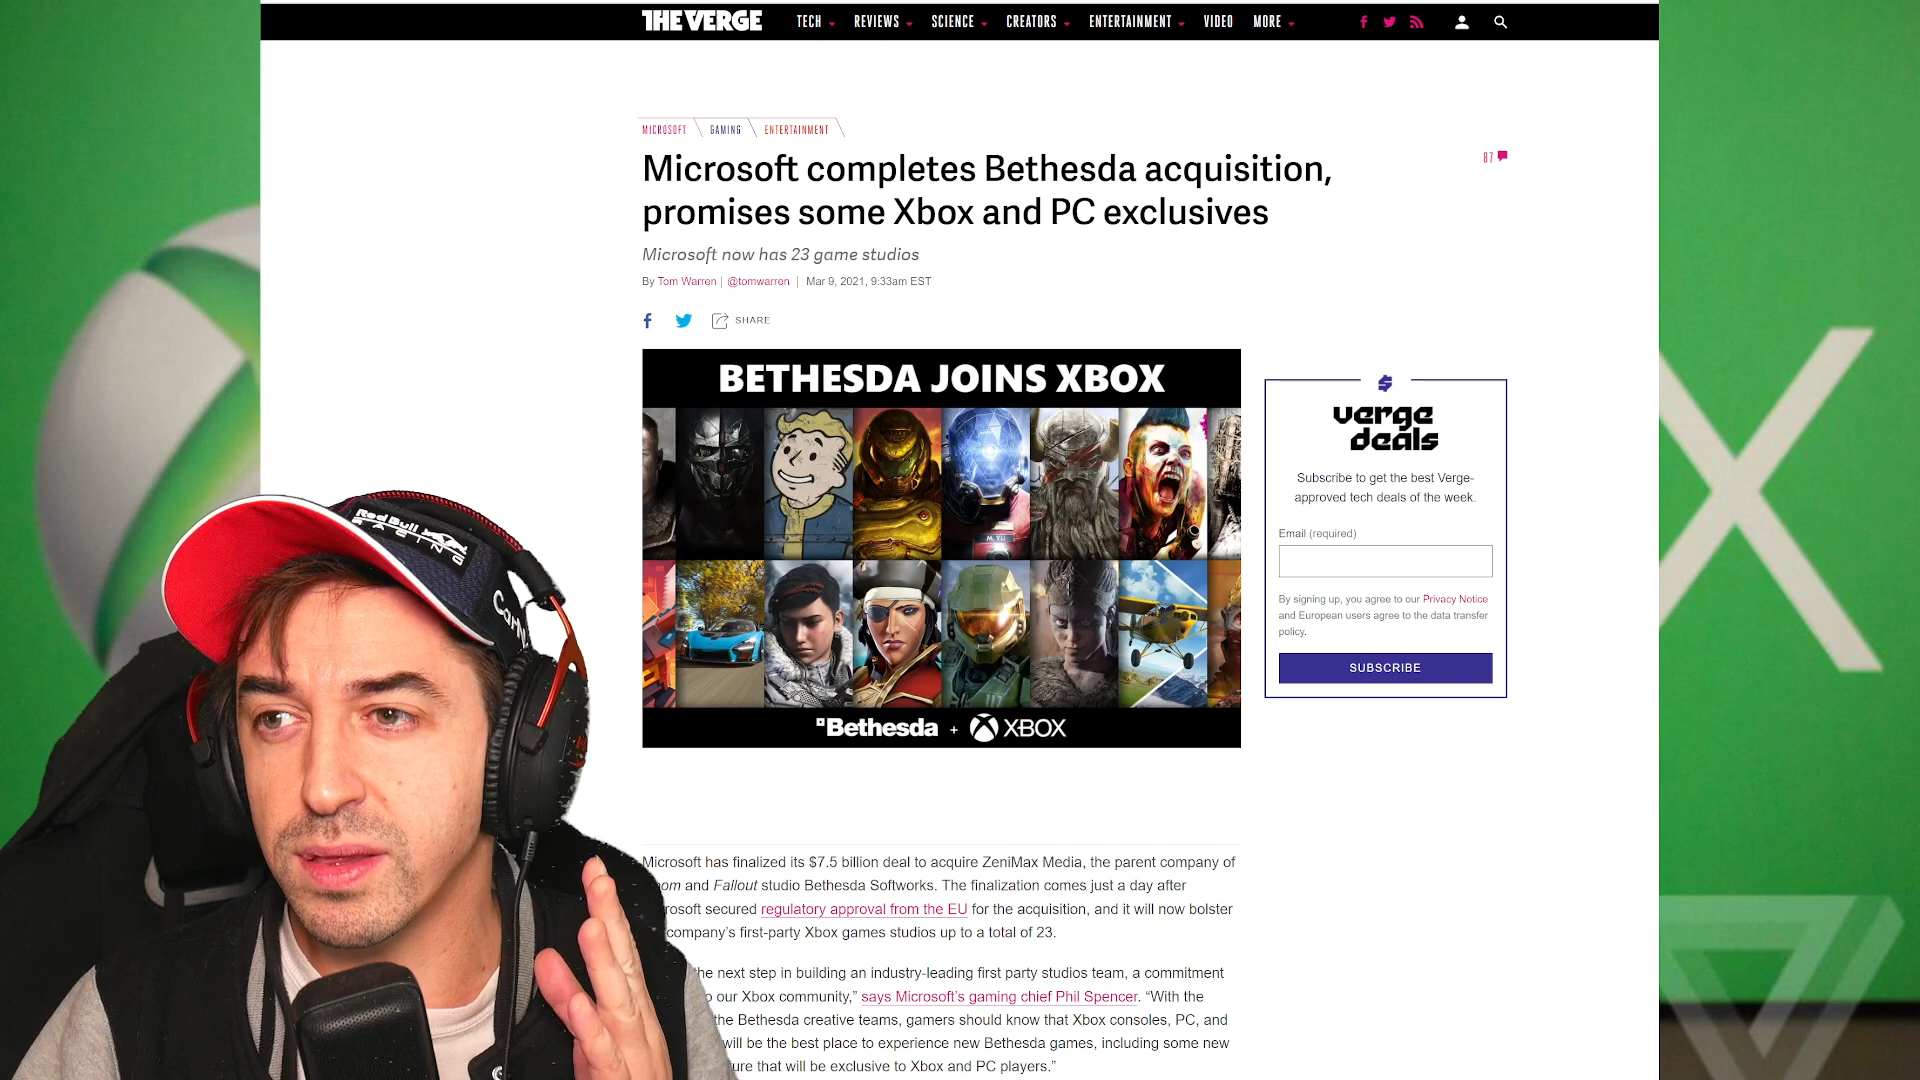 THE VERGE
TECH REVIEWS SCIENCE CREATORS ENTERTAINMENT VIDEO MORE
MICROSOFT GAMING ENTERTAINMENT
Microsoft completes Bethesda acquisition,
promises some Xbox and PC exclusives
87
Microsoft now has 23 game studios
By Tom Warren | @tomwarren | Mar 9, 2021, 9:33am EST
SHARE
BETHESDA JOINS XBOX
M. YU
Bethesda + XBOX
verge
deals
Subscribe to get the best Verge-
approved tech deals of the week.
Email (required)
By signing up, you agree to our Privacy Notice
and European users agree to the data transfer
policy.
SUBSCRIBE
Red Bull
RACING
Microsoft has finalized its $7.5 billion deal to acquire ZeniMax Media, the parent company of
and Fallout studio Bethesda Softworks. The finalization comes just a day after
rosoft secured regulatory approval from the EU for the acquisition, and it will now bolster
company's first-party Xbox games studios up to a total of 23.
the next step in building an industry-leading first party studios team, a commitment
our Xbox community,” says Microsoft's gaming chief Phil Spencer. “With the
the Bethesda creative teams, gamers should know that Xbox consoles, PC, and
will be the best place to experience new Bethesda games, including some new
ure that will be exclusive to Xbox and PC players.”